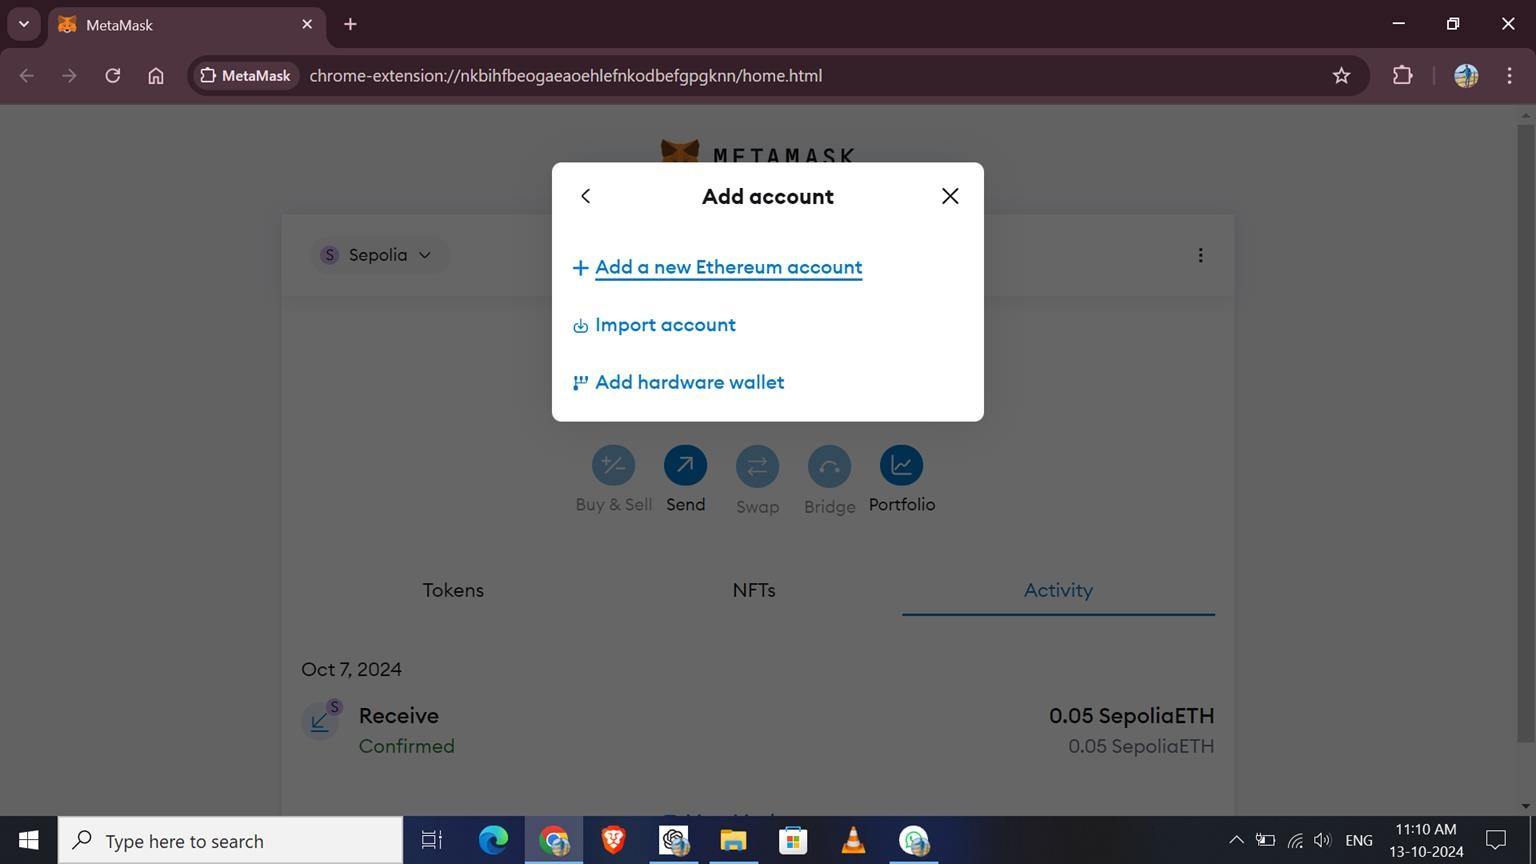 MetaMask
MetaMask
chrome-extension://nkbihfbeogaeaoehlefnkodbefgpgknn/home.html
METAMASK
Add account
S Sepolia
Add a new Ethereum account
Import account
Add hardware wallet
Buy & Sell
Send
Swap
Bridge
Portfolio
Tokens
NFTs
Activity
Oct 7, 2024
S
Receive
0.05 SepoliaETH
Confirmed
0.05 SepoliaETH
Type here to search
ENG
11:10 AM
13-10-2024